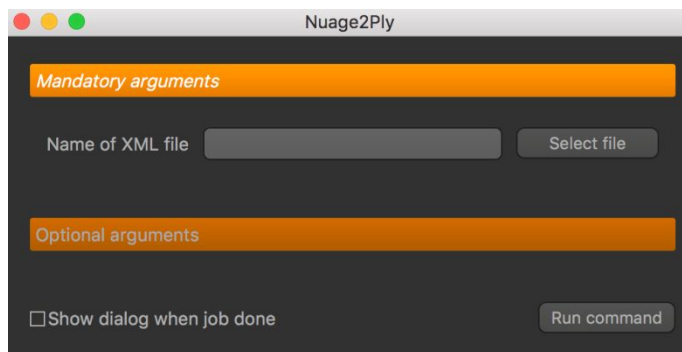 Nuage2Ply
Mandatory arguments
Name of XML file Select file
Optional arguments
Show dialog when job done Run command